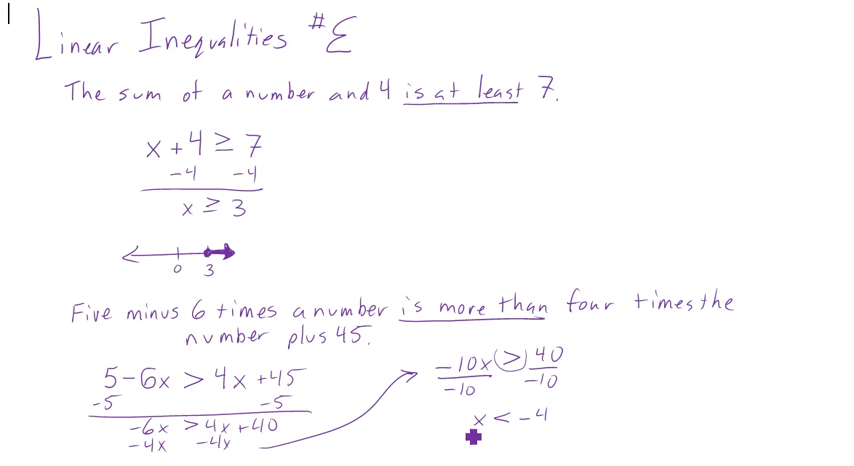 Linear Inequalities #E
The sum of a number and 4 is at least 7.
x + 4 ≥ 7
-4 -4
x ≥ 3
0 3
Five minus 6 times a number is more than four times the
number plus 45.
5 - 6x > 4x + 45
-5 -5
-6x > 4x + 40
-4x -4x
-10x > 40
-10 -10
x < -4